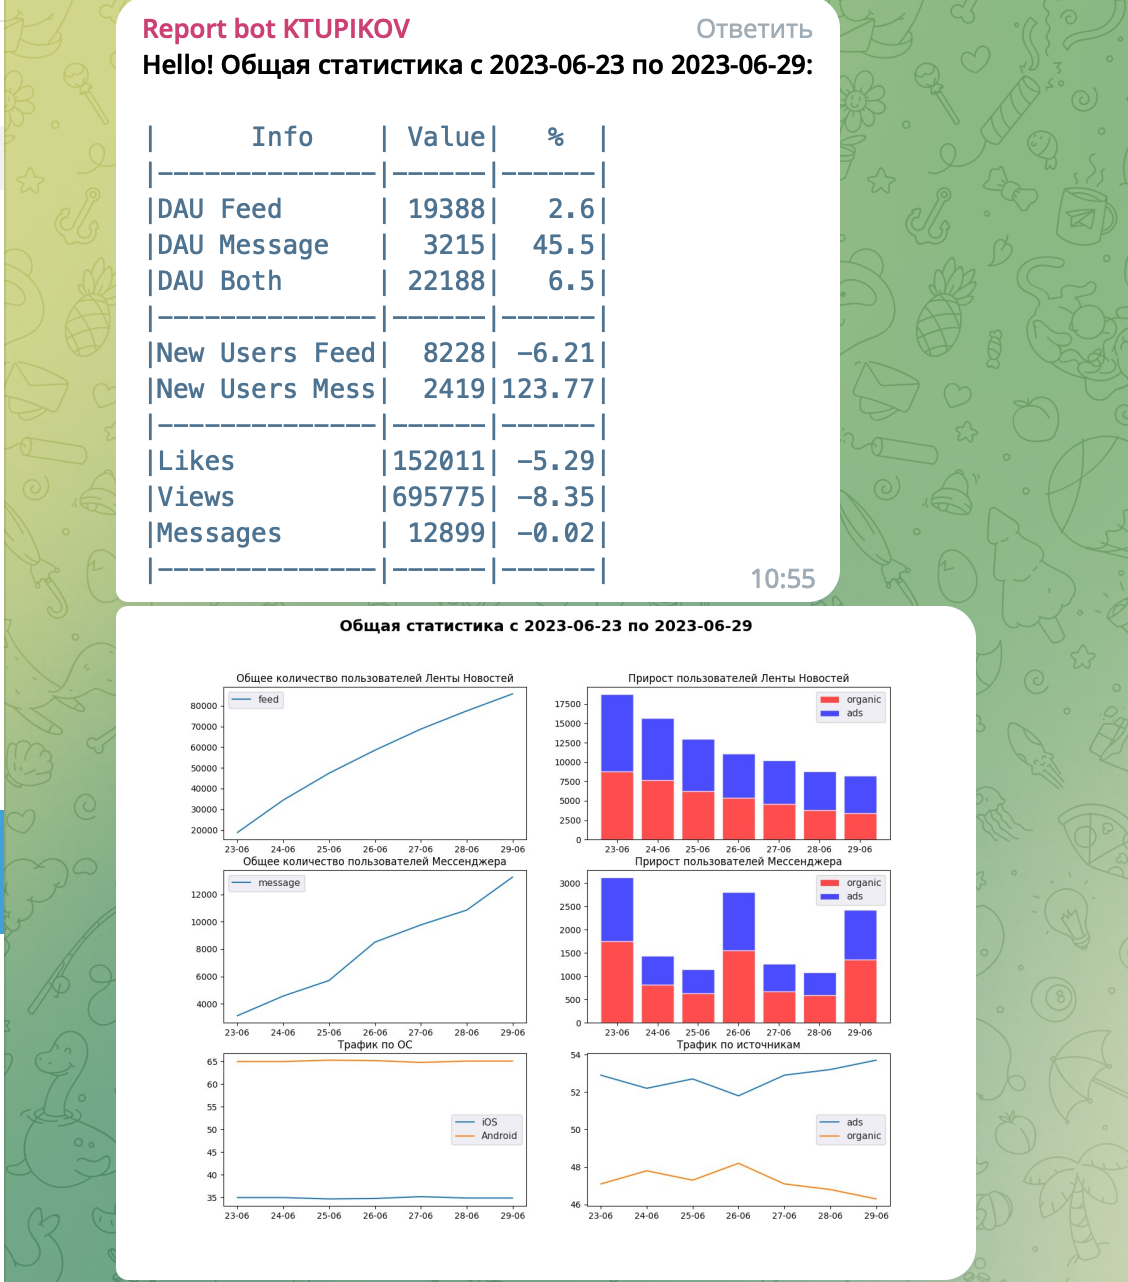 Report bot KTUPIKOV Ответить
Hello! Общая статистика с 2023-06-23 по 2023-06-29:
| Info | Value| % |
|——————————————|——————|——————|
|DAU Feed | 19388| 2.6|
|DAU Message | 3215| 45.5|
|DAU Both | 22188| 6.5|
|——————————————|——————|——————|
|New Users Feed| 8228| −6.21|
|New Users Mess| 2419|123.77|
|——————————————|——————|——————|
|Likes |152011| −5.29|
|Views |695775| −8.35|
|Messages | 12899| −0.02|
|——————————————|——————|——————|
10:55
Общая статистика с 2023-06-23 по 2023-06-29
Общее количество пользователей Ленты Новостей
feed
80000
70000
60000
50000
40000
30000
20000
23-06 24-06 25-06 26-06 27-06 28-06 29-06
Прирост пользователей Ленты Новостей
organic
ads
17500
15000
12500
10000
7500
5000
2500
0
23-06 24-06 25-06 26-06 27-06 28-06 29-06
Общее количество пользователей Мессенджера
message
12000
10000
8000
6000
4000
23-06 24-06 25-06 26-06 27-06 28-06 29-06
Прирост пользователей Мессенджера
organic
ads
3000
2500
2000
1500
1000
500
0
23-06 24-06 25-06 26-06 27-06 28-06 29-06
Трафик по ОС
65
60
55
50
45
40
35
iOS
Android
23-06 24-06 25-06 26-06 27-06 28-06 29-06
Трафик по источникам
54
52
50
48
46
ads
organic
23-06 24-06 25-06 26-06 27-06 28-06 29-06